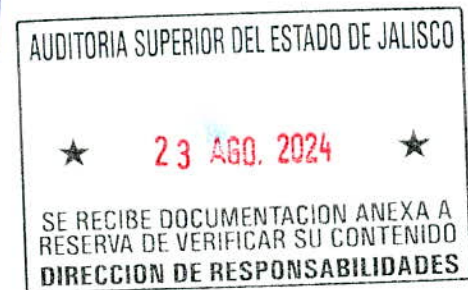 AUDITORIA SUPERIOR DEL ESTADO DE JALISCO
★ 23 AGO. 2024 ★
SE RECIBE DOCUMENTACION ANEXA A
RESERVA DE VERIFICAR SU CONTENIDO
DIRECCION DE RESPONSABILIDADES